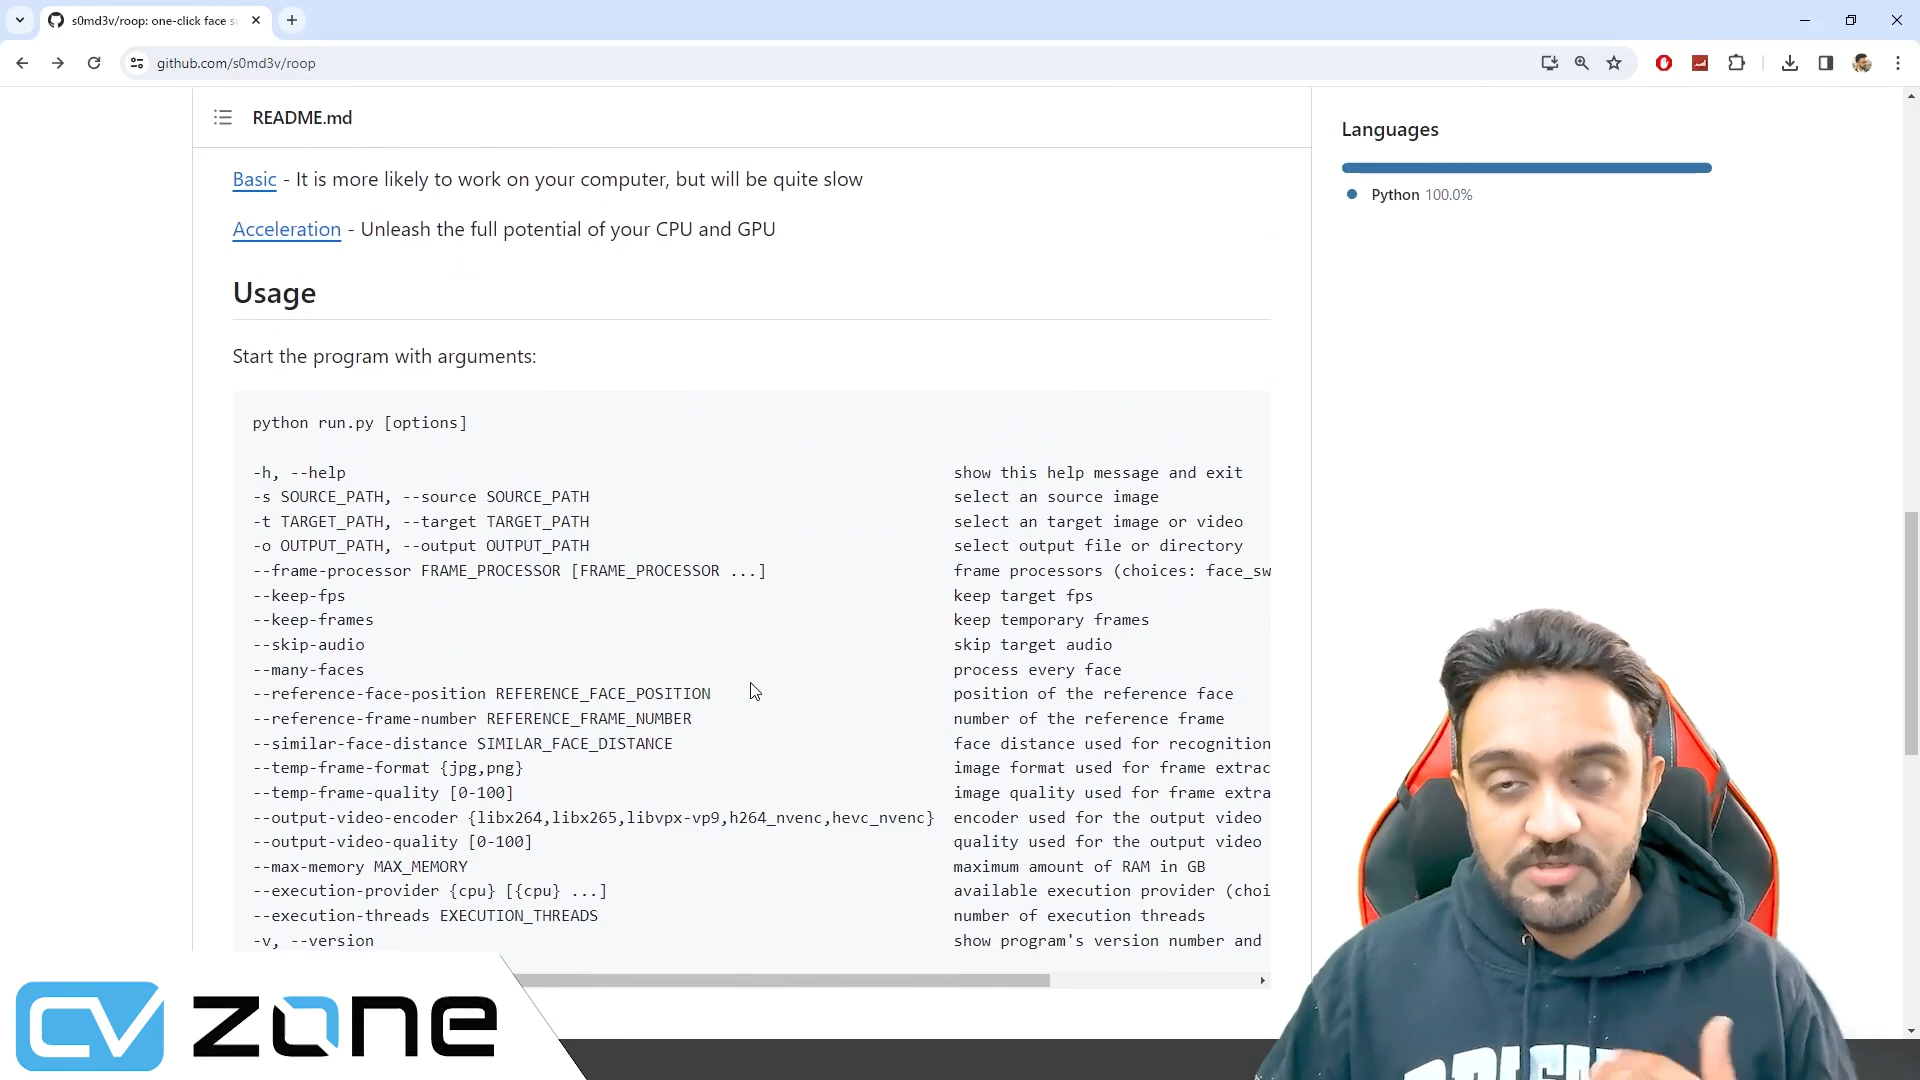 s0md3v/roop: one-click face s
github.com/s0md3v/roop
README.md
Basic - It is more likely to work on your computer, but will be quite slow
Acceleration - Unleash the full potential of your CPU and GPU
Usage
Start the program with arguments:
python run.py [options]
-h, --help show this help message and exit
-s SOURCE_PATH, --source SOURCE_PATH select an source image
-t TARGET_PATH, --target TARGET_PATH select an target image or video
-o OUTPUT_PATH, --output OUTPUT_PATH select output file or directory
--frame-processor FRAME_PROCESSOR [FRAME_PROCESSOR ...] frame processors (choices: face_sw
--keep-fps keep target fps
--keep-frames keep temporary frames
--skip-audio skip target audio
--many-faces process every face
--reference-face-position REFERENCE_FACE_POSITION position of the reference face
--reference-frame-number REFERENCE_FRAME_NUMBER number of the reference frame
--similar-face-distance SIMILAR_FACE_DISTANCE face distance used for recognition
--temp-frame-format {jpg,png} image format used for frame extrac
--temp-frame-quality [0-100] image quality used for frame extra
--output-video-encoder {libx264,libx265,libvpx-vp9,h264_nvenc,hevc_nvenc} encoder used for the output video
--output-video-quality [0-100] quality used for the output video
--max-memory MAX_MEMORY maximum amount of RAM in GB
--execution-provider {cpu} [{cpu} ...] available execution provider (choi
--execution-threads EXECUTION_THREADS number of execution threads
-v, --version show program's version number and
Languages
Python 100.0%
CV ZONE